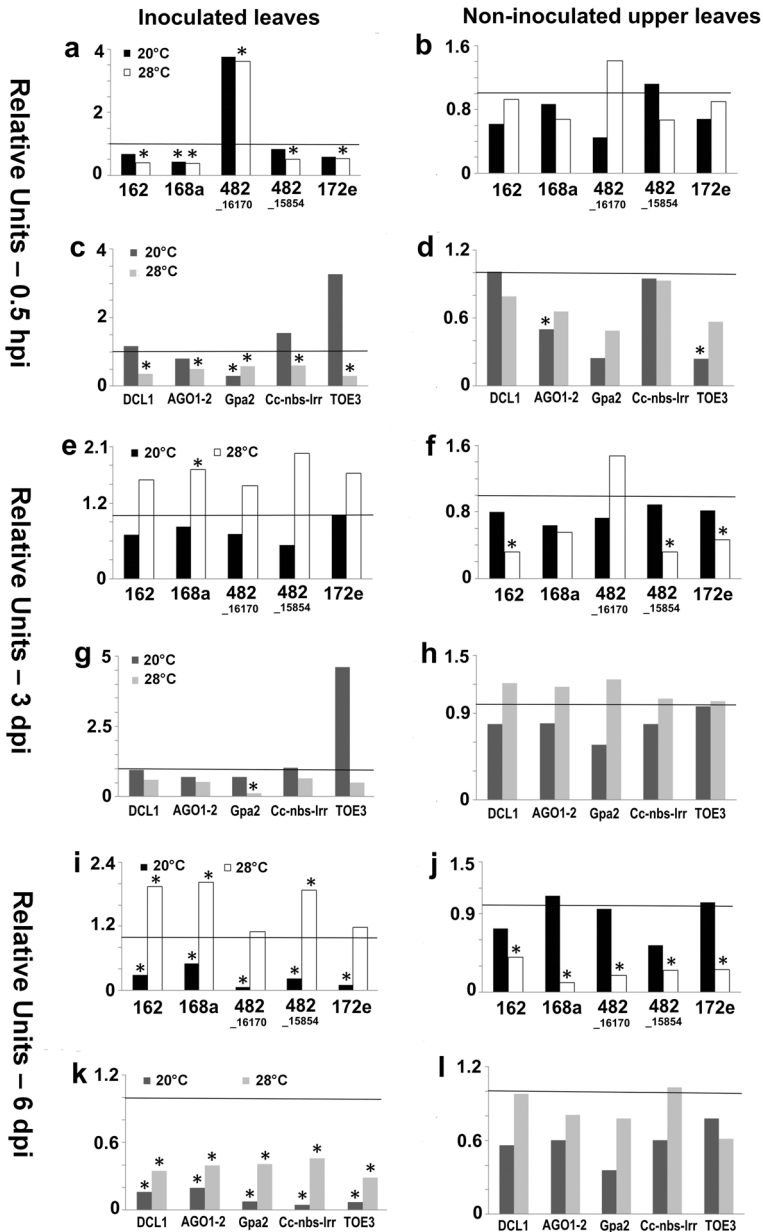 Inoculated leaves
Non-inoculated upper leaves
Relative Units – 0.5 hpi
a
20°C
28°C
4
2
0
* * * * * *
162 168a 482 482 172e
_16170 _15854
b
1.6
0.8
0
162 168a 482 482 172e
_16170 _15854
c
20°C
28°C
4
2
1
0
* * * * * *
DCL1 AGO1-2 Gpa2 Cc-nbs-lrr TOE3
d
1.2
0.6
0
* *
DCL1 AGO1-2 Gpa2 Cc-nbs-lrr TOE3
Relative Units – 3 dpi
e
20°C 28°C
2.1
1.2
0
*
162 168a 482 482 172e
_16170 _15854
f
1.6
0.8
0
* * *
162 168a 482 482 172e
_16170 _15854
g
20°C
28°C
5
2.5
0
*
DCL1 AGO1-2 Gpa2 Cc-nbs-lrr TOE3
h
1.5
0.9
0
DCL1 AGO1-2 Gpa2 Cc-nbs-lrr TOE3
Relative Units – 6 dpi
i
20°C 28°C
2.4
1.2
0
* * * * * * * *
162 168a 482 482 172e
_16170 _15854
j
1.5
0.9
0
* * * * *
162 168a 482 482 172e
_16170 _15854
k
20°C 28°C
1.2
0.6
0
* * * * * * * * * *
DCL1 AGO1-2 Gpa2 Cc-nbs-lrr TOE3
l
1.2
0.6
0
DCL1 AGO1-2 Gpa2 Cc-nbs-lrr TOE3